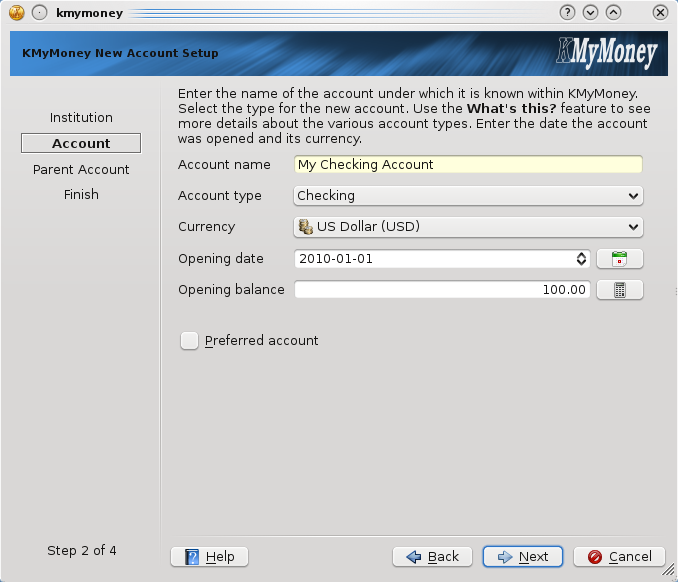 kmymoney
KMyMoney New Account Setup
KMyMoney
Institution
Account
Parent Account
Finish
Step 2 of 4
Enter the name of the account under which it is known within KMyMoney.
Select the type for the new account. Use the What's this? feature to see
more details about the various account types. Enter the date the account
was opened and its currency.
Account name My Checking Account
Account type Checking
Currency US Dollar (USD)
Opening date 2010-01-01
Opening balance 100.00
Preferred account
Help Back Next Cancel